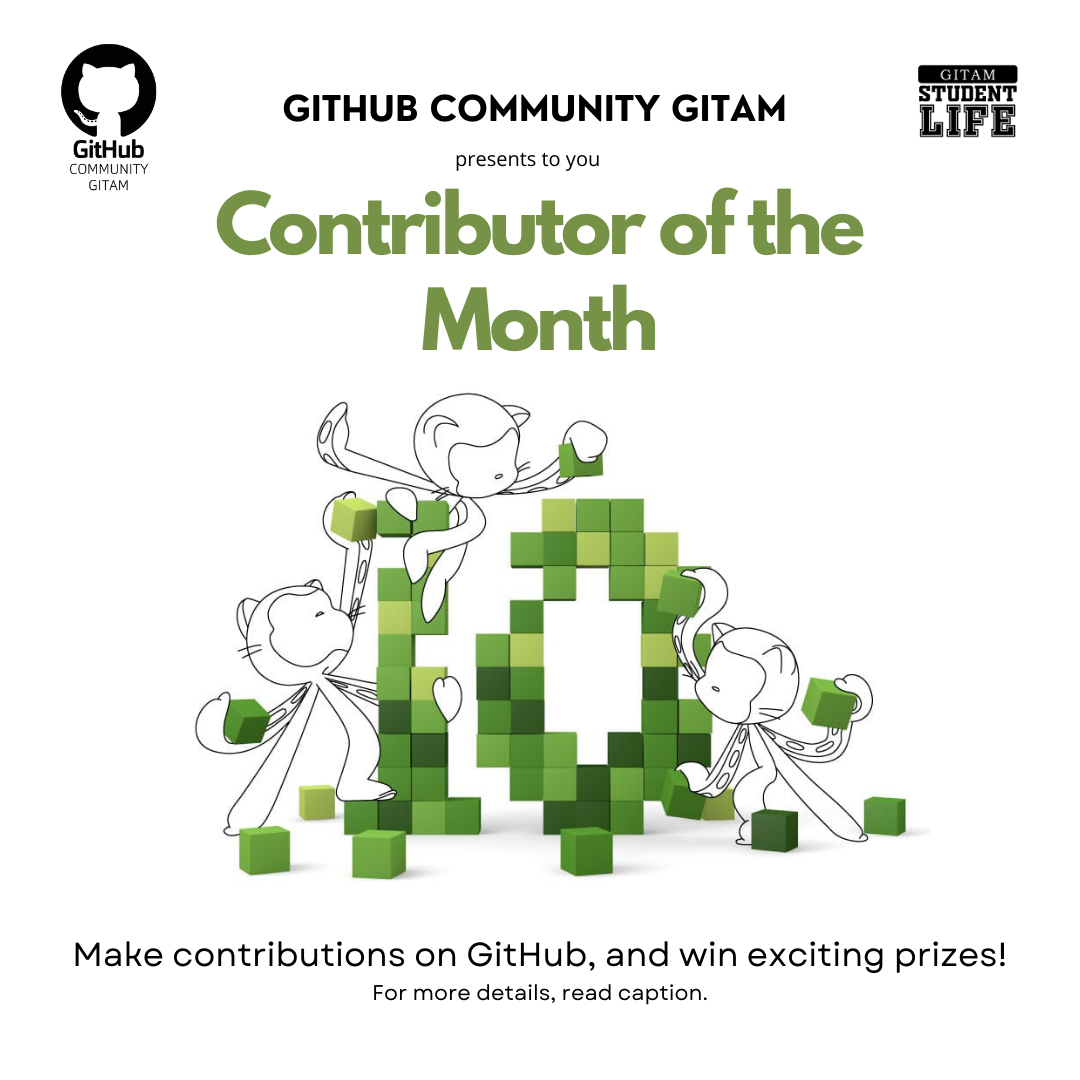 GitHub
COMMUNITY
GITAM
GITHUB COMMUNITY GITAM
GITAM
STUDENT
LIFE
presents to you
Contributor of the
Month
10
Make contributions on GitHub, and win exciting prizes!
For more details, read caption.